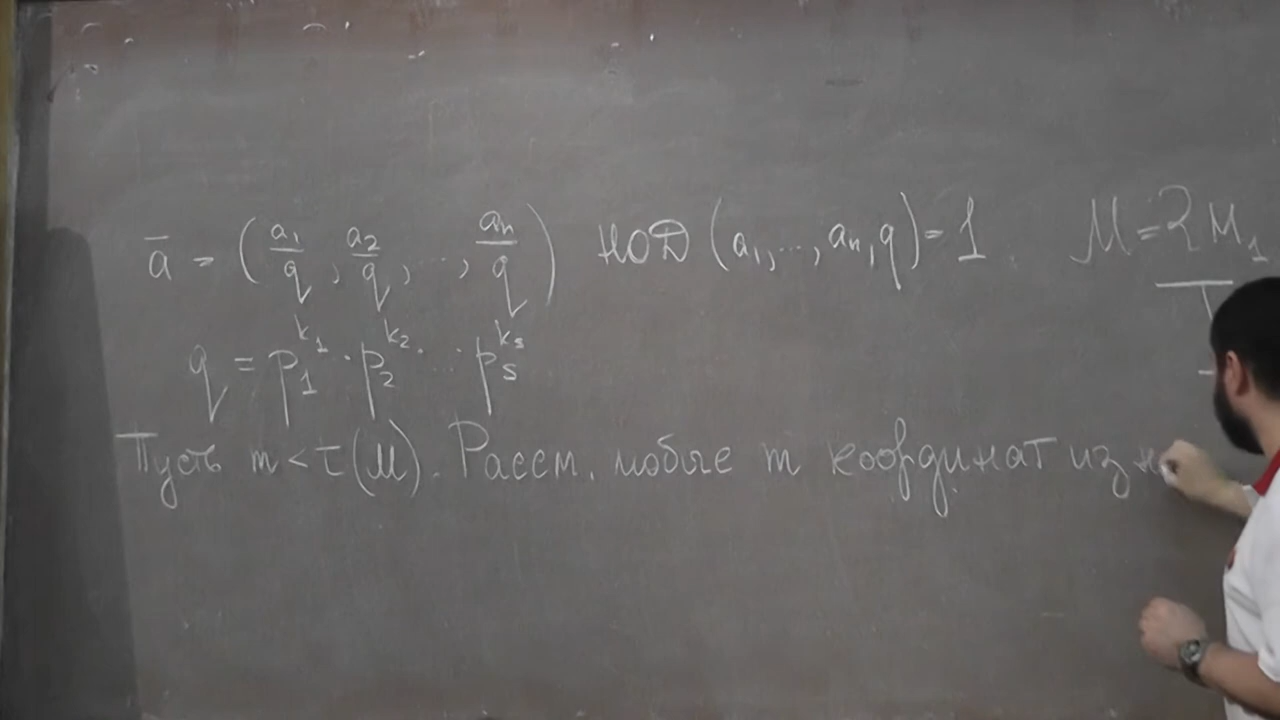 ā = (a₁/q, a₂/q, ..., aₙ/q) НОД (a₁, ..., aₙ, q) = 1. M = 2M₁
q = p₁^k₁ · p₂^k₂ · ... pₛ^kₛ
Пусть m < τ(M). Рассм. любые m координат из